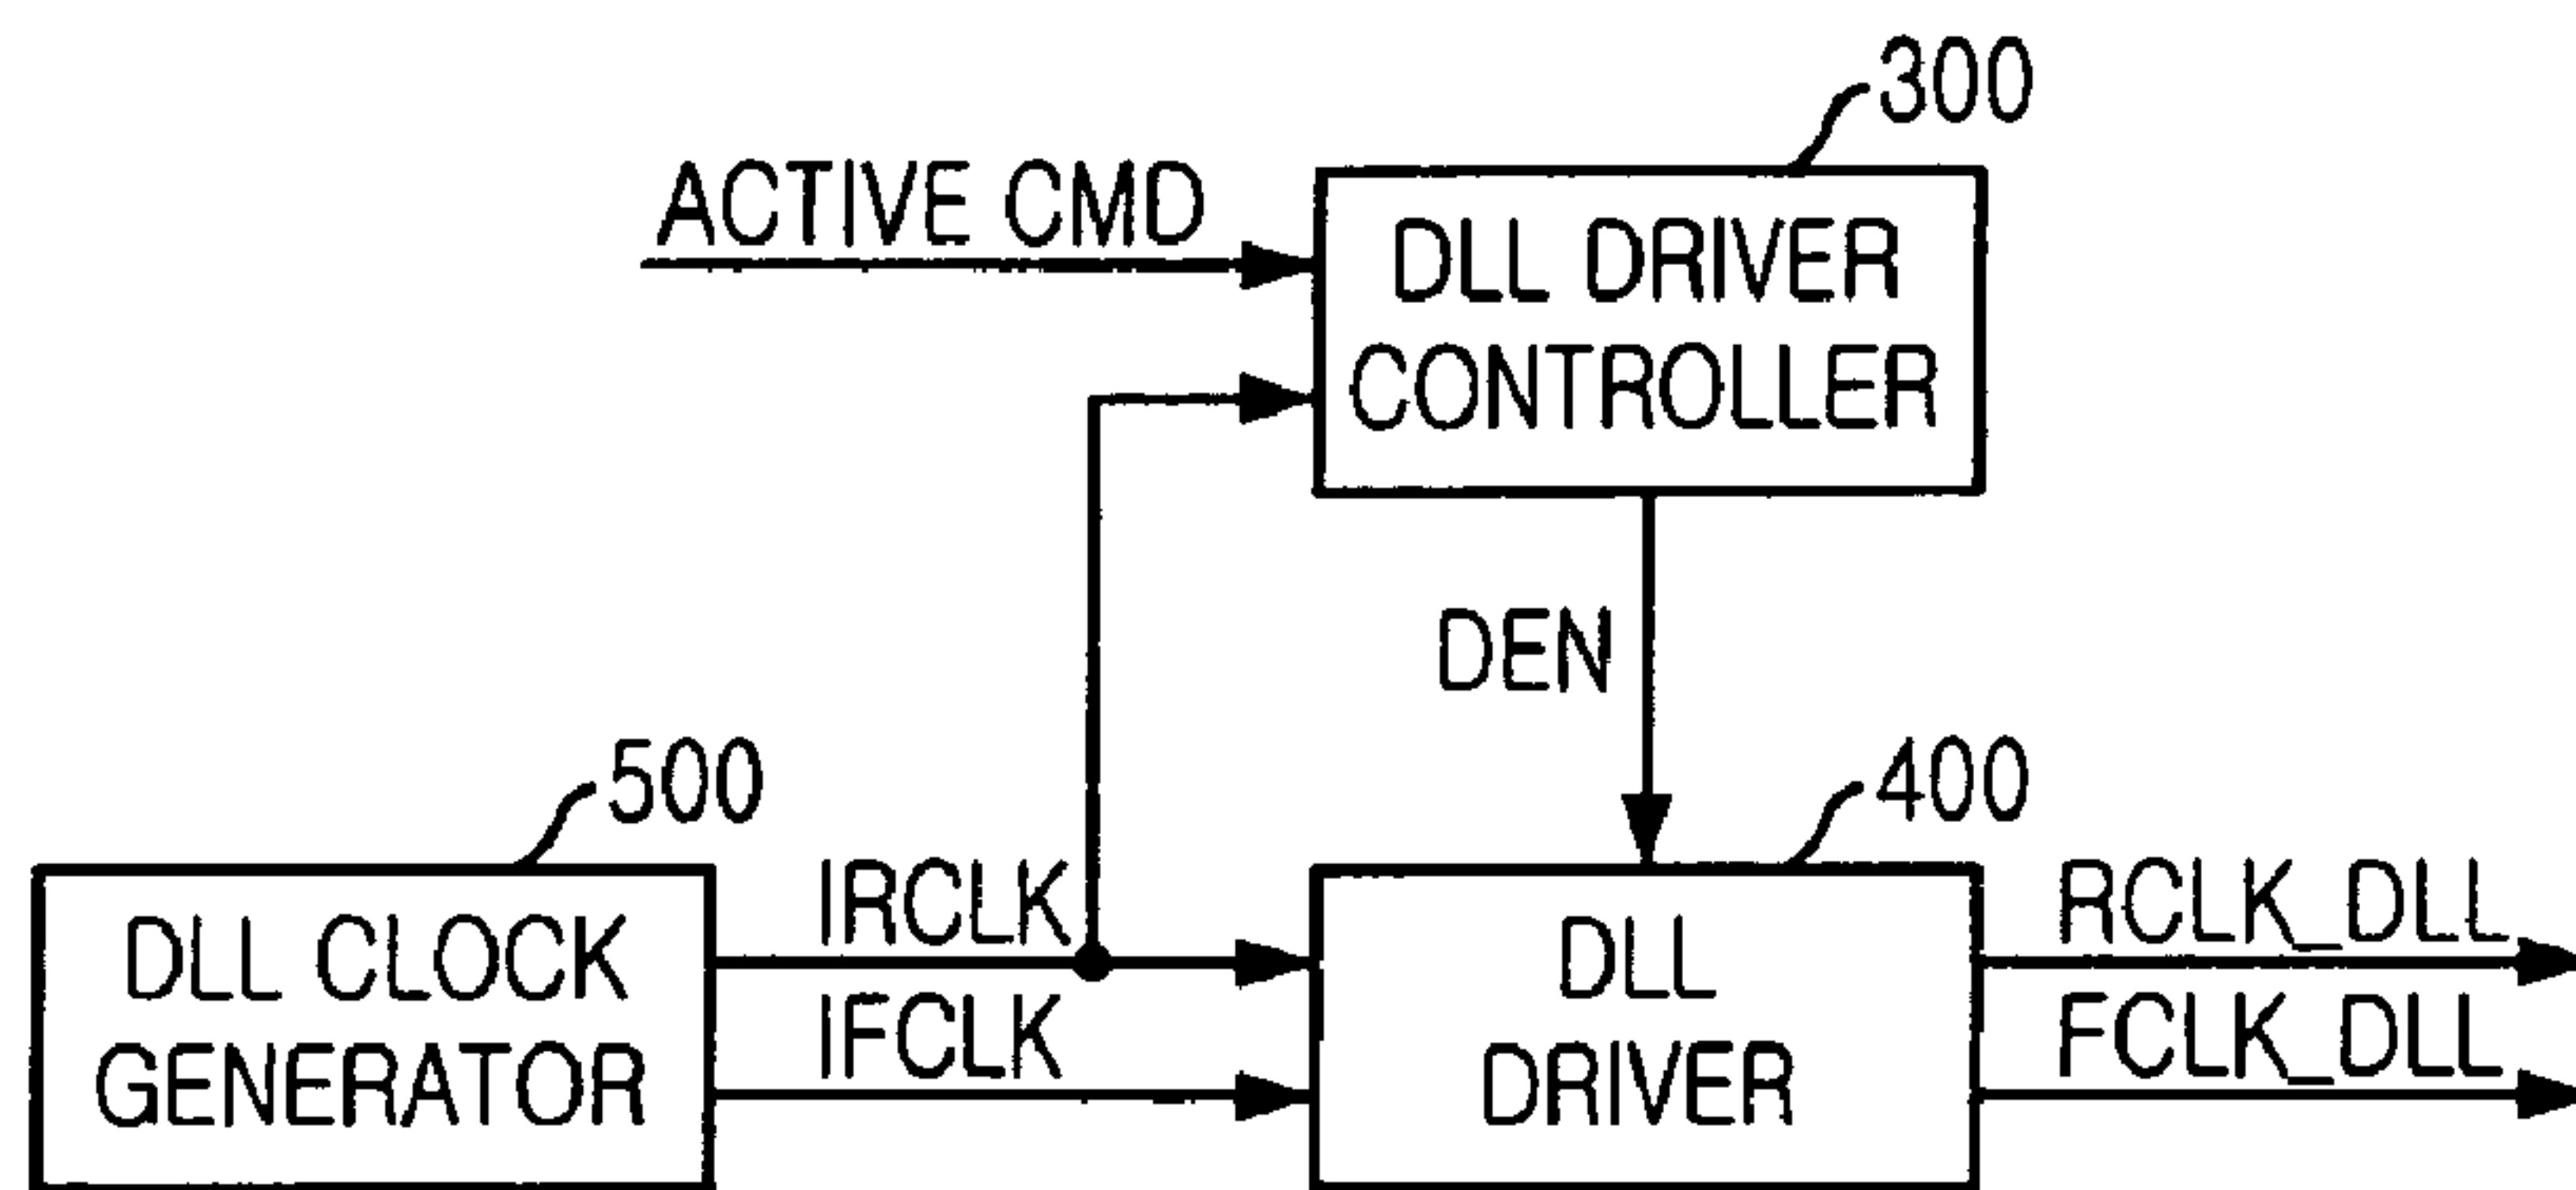 300
ACTIVE CMD
DLL DRIVER
CONTROLLER
DEN
500
400
IRCLK
RCLK_DLL
DLL CLOCK
GENERATOR
DLL
DRIVER
IFCLK
FCLK_DLL